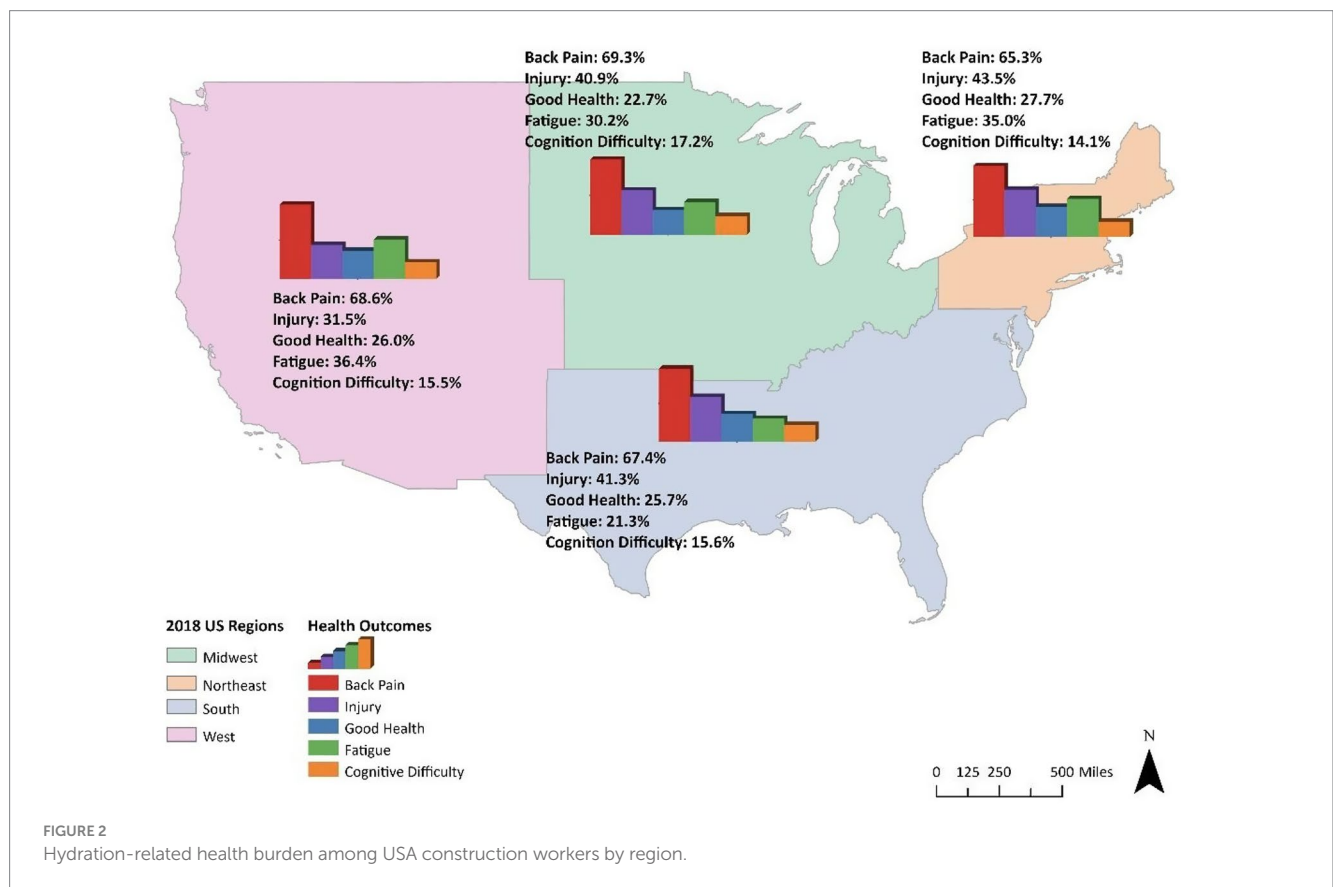 Back Pain: 69.3%
Injury: 40.9%
Good Health: 22.7%
Fatigue: 30.2%
Cognition Difficulty: 17.2%
Back Pain: 65.3%
Injury: 43.5%
Good Health: 27.7%
Fatigue: 35.0%
Cognition Difficulty: 14.1%
Back Pain: 68.6%
Injury: 31.5%
Good Health: 26.0%
Fatigue: 36.4%
Cognition Difficulty: 15.5%
Back Pain: 67.4%
Injury: 41.3%
Good Health: 25.7%
Fatigue: 21.3%
Cognition Difficulty: 15.6%
2018 US Regions
Midwest
Northeast
South
West
Health Outcomes
Back Pain
Injury
Good Health
Fatigue
Cognitive Difficulty
N
0 125 250 500 Miles
FIGURE 2
Hydration-related health burden among USA construction workers by region.